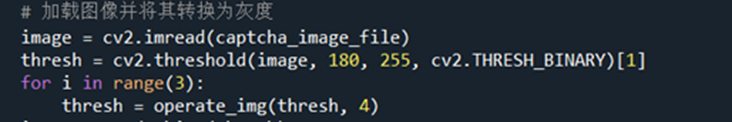 # 加载图像并将其转换为灰度
image = cv2.imread(captcha_image_file)
thresh = cv2.threshold(image, 180, 255, cv2.THRESH_BINARY)[1]
for i in range(3):
    thresh = operate_img(thresh, 4)